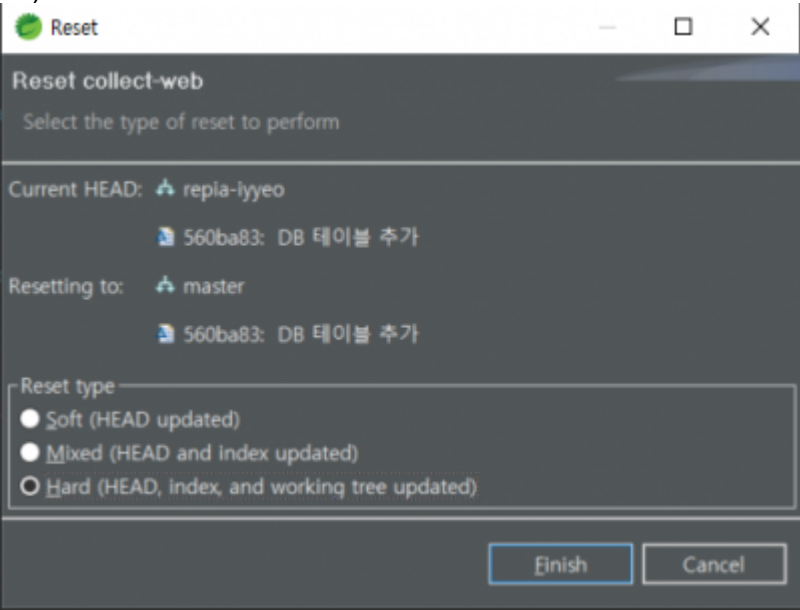 Reset
Reset collect-web
Select the type of reset to perform
Current HEAD: repia-iyyeo
560ba83: DB 테이블 추가
Resetting to: master
560ba83: DB 테이블 추가
Reset type
Soft (HEAD updated)
Mixed (HEAD and index updated)
Hard (HEAD, index, and working tree updated)
Finish Cancel